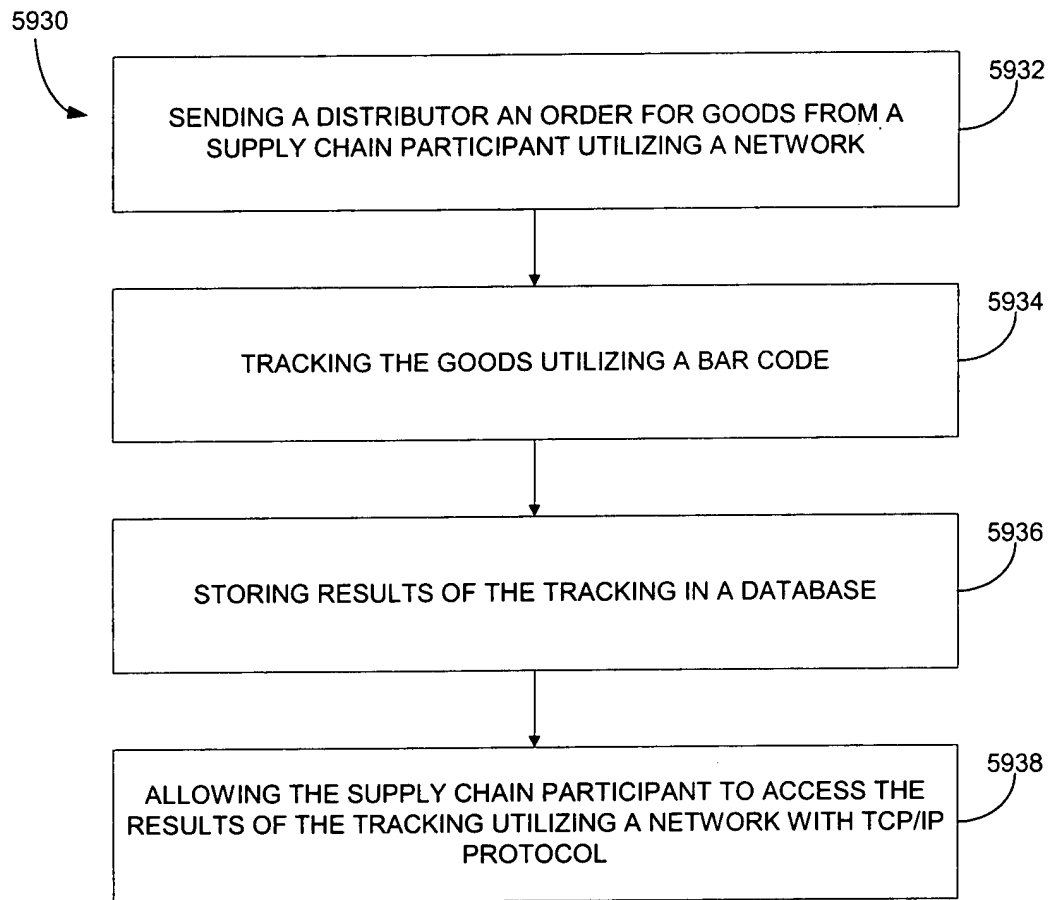 5930
5932
SENDING A DISTRIBUTOR AN ORDER FOR GOODS FROM A
SUPPLY CHAIN PARTICIPANT UTILIZING A NETWORK
5934
TRACKING THE GOODS UTILIZING A BAR CODE
5936
STORING RESULTS OF THE TRACKING IN A DATABASE
5938
ALLOWING THE SUPPLY CHAIN PARTICIPANT TO ACCESS THE
RESULTS OF THE TRACKING UTILIZING A NETWORK WITH TCP/IP
PROTOCOL